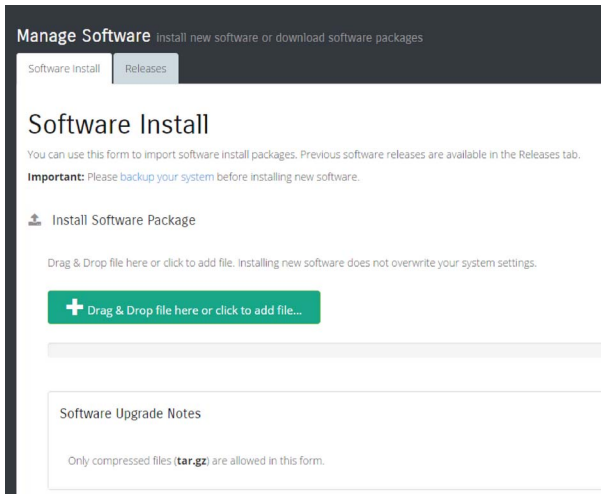 Manage Software install new software or download software packages
Software Install Releases
Software Install
You can use this form to import software install packages. Previous software releases are available in the Releases tab.
Important: Please backup your system before installing new software.
Install Software Package
Drag & Drop file here or click to add file. Installing new software does not overwrite your system settings.
Drag & Drop file here or click to add file...
Software Upgrade Notes
Only compressed files (tar.gz) are allowed in this form.